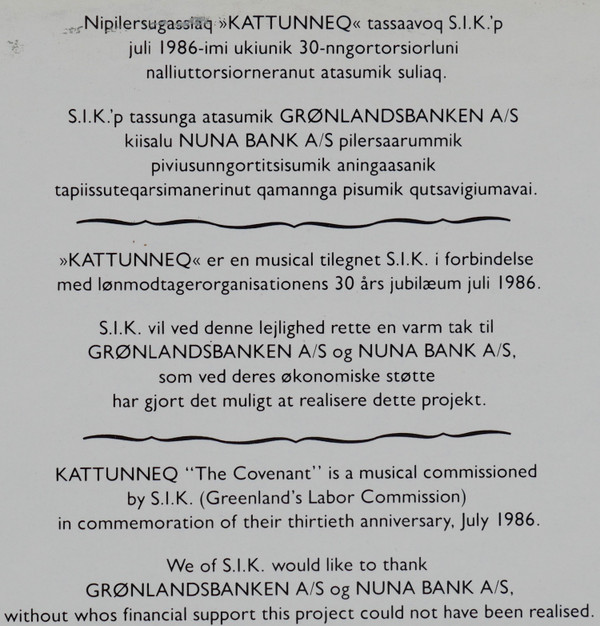 Nipilersugassiaq »KATTUNNEQ« tassaavoq S.I.K.'p
juli 1986-imi ukiunik 30-nngortorsiorluni
nalliuttorsiorneranut atasumik suliaq.
S.I.K.'p tassunga atasumik GRØNLANDSBANKEN A/S
kiisalu NUNA BANK A/S pilersaarummik
piviusunngortitsisumik aningaasanik
tapiissuteqarsimanerinut qamannga pisumik qutsavigiumavai.
»KATTUNNEQ« er en musical tilegnet S.I.K. i forbindelse
med lønmodtagerorganisationens 30 års jubilæum juli 1986.
S.I.K. vil ved denne lejlighed rette en varm tak til
GRØNLANDSBANKEN A/S og NUNA BANK A/S,
som ved deres økonomiske støtte
har gjort det muligt at realisere dette projekt.
KATTUNNEQ "The Covenant" is a musical commissioned
by S.I.K. (Greenland's Labor Commission)
in commemoration of their thirtieth anniversary, July 1986.
We of S.I.K. would like to thank
GRØNLANDSBANKEN A/S og NUNA BANK A/S,
without whos financial support this project could not have been realised.